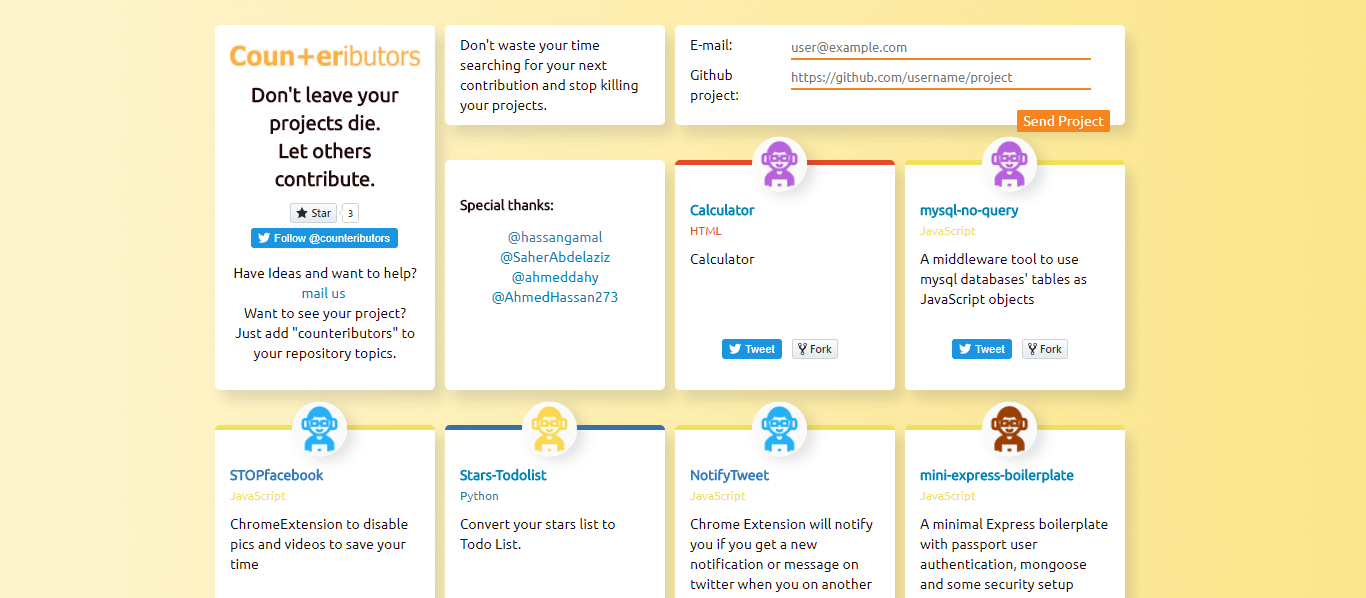 Coun+eributors
Don't leave your
projects die.
Let others
contribute.
Star
3
Follow @counteributors
Have Ideas and want to help?
mail us
Want to see your project?
Just add "counteributors" to
your repository topics.
Don't waste your time
searching for your next
contribution and stop killing
your projects.
E-mail:
user@example.com
Github
project:
https://github.com/username/project
Send Project
Special thanks:
@hassangamal
@SaherAbdelaziz
@ahmeddahy
@AhmedHassan273
Calculator
HTML
Calculator
Tweet
Fork
mysql-no-query
JavaScript
A middleware tool to use
mysql databases' tables as
JavaScript objects
Tweet
Fork
STOPfacebook
JavaScript
ChromeExtension to disable
pics and videos to save your
time
Stars-Todolist
Python
Convert your stars list to
Todo List.
NotifyTweet
JavaScript
Chrome Extension will notify
you if you get a new
notification or message on
twitter when you on another
mini-express-boilerplate
JavaScript
A minimal Express boilerplate
with passport user
authentication, mongoose
and some security setup